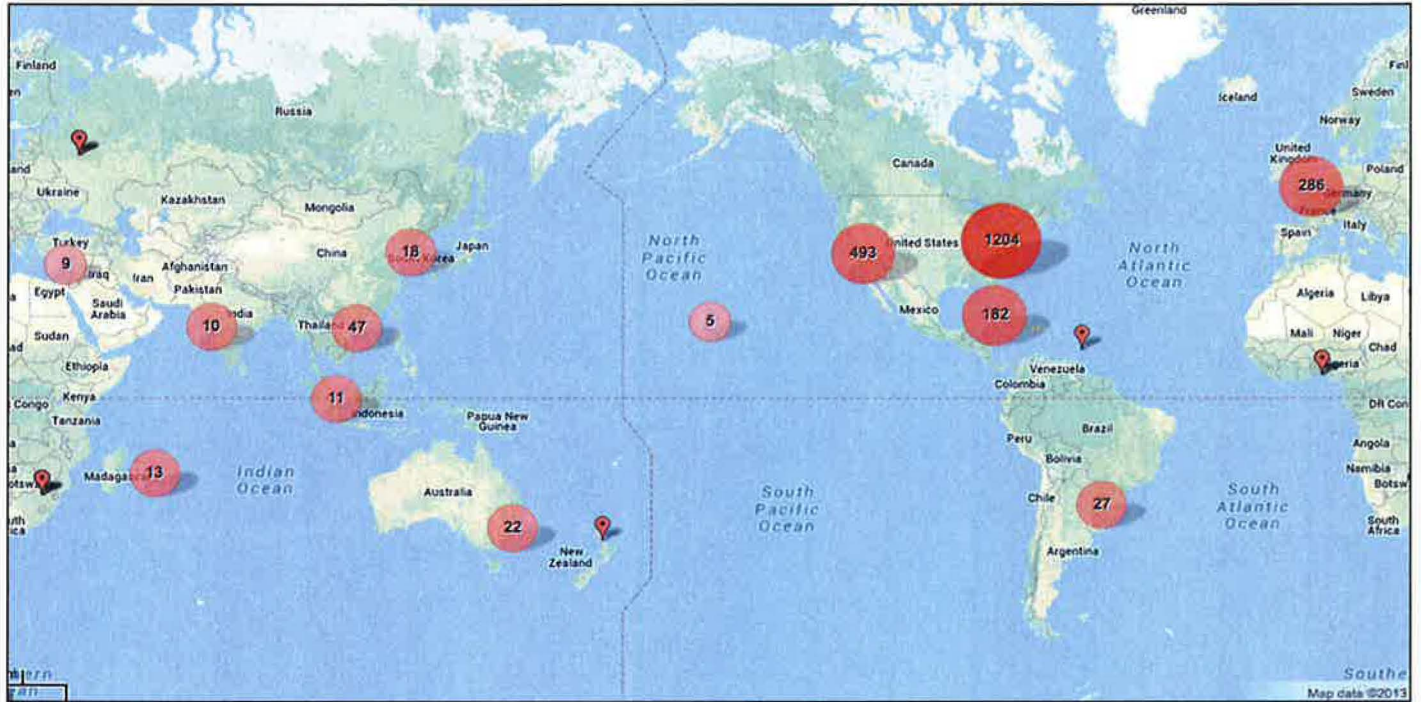 Greenland
Finland
Russia
Iceland
Finl
Sweden
Norway
Canada
United
Kingdom
Poland
286
Germany
France
Spain
Italy
Ukraine
Kazakhstan
Mongolia
Turkey
9
Iraq
Iran
Afghanistan
Pakistan
China
18
South Korea
Japan
North
Pacific
Ocean
493
United States
1204
North
Atlantic
Ocean
Egypt
Saudi
Arabia
10
India
Thailand
47
5
Mexico
182
Algeria
Libya
Mali
Niger
Chad
Sudan
Ethiopia
Kenya
Congo
Tanzania
11
Indonesia
Papua New
Guinea
Venezuela
Colombia
Brazil
Peru
Bolivia
DR Con
Angola
Namibia
Botsw
Madagascar
13
Indian
Ocean
Australia
22
New
Zealand
South
Pacific
Ocean
Chile
27
Argentina
South
Atlantic
Ocean
South
Africa
Southe
Map data ©2013